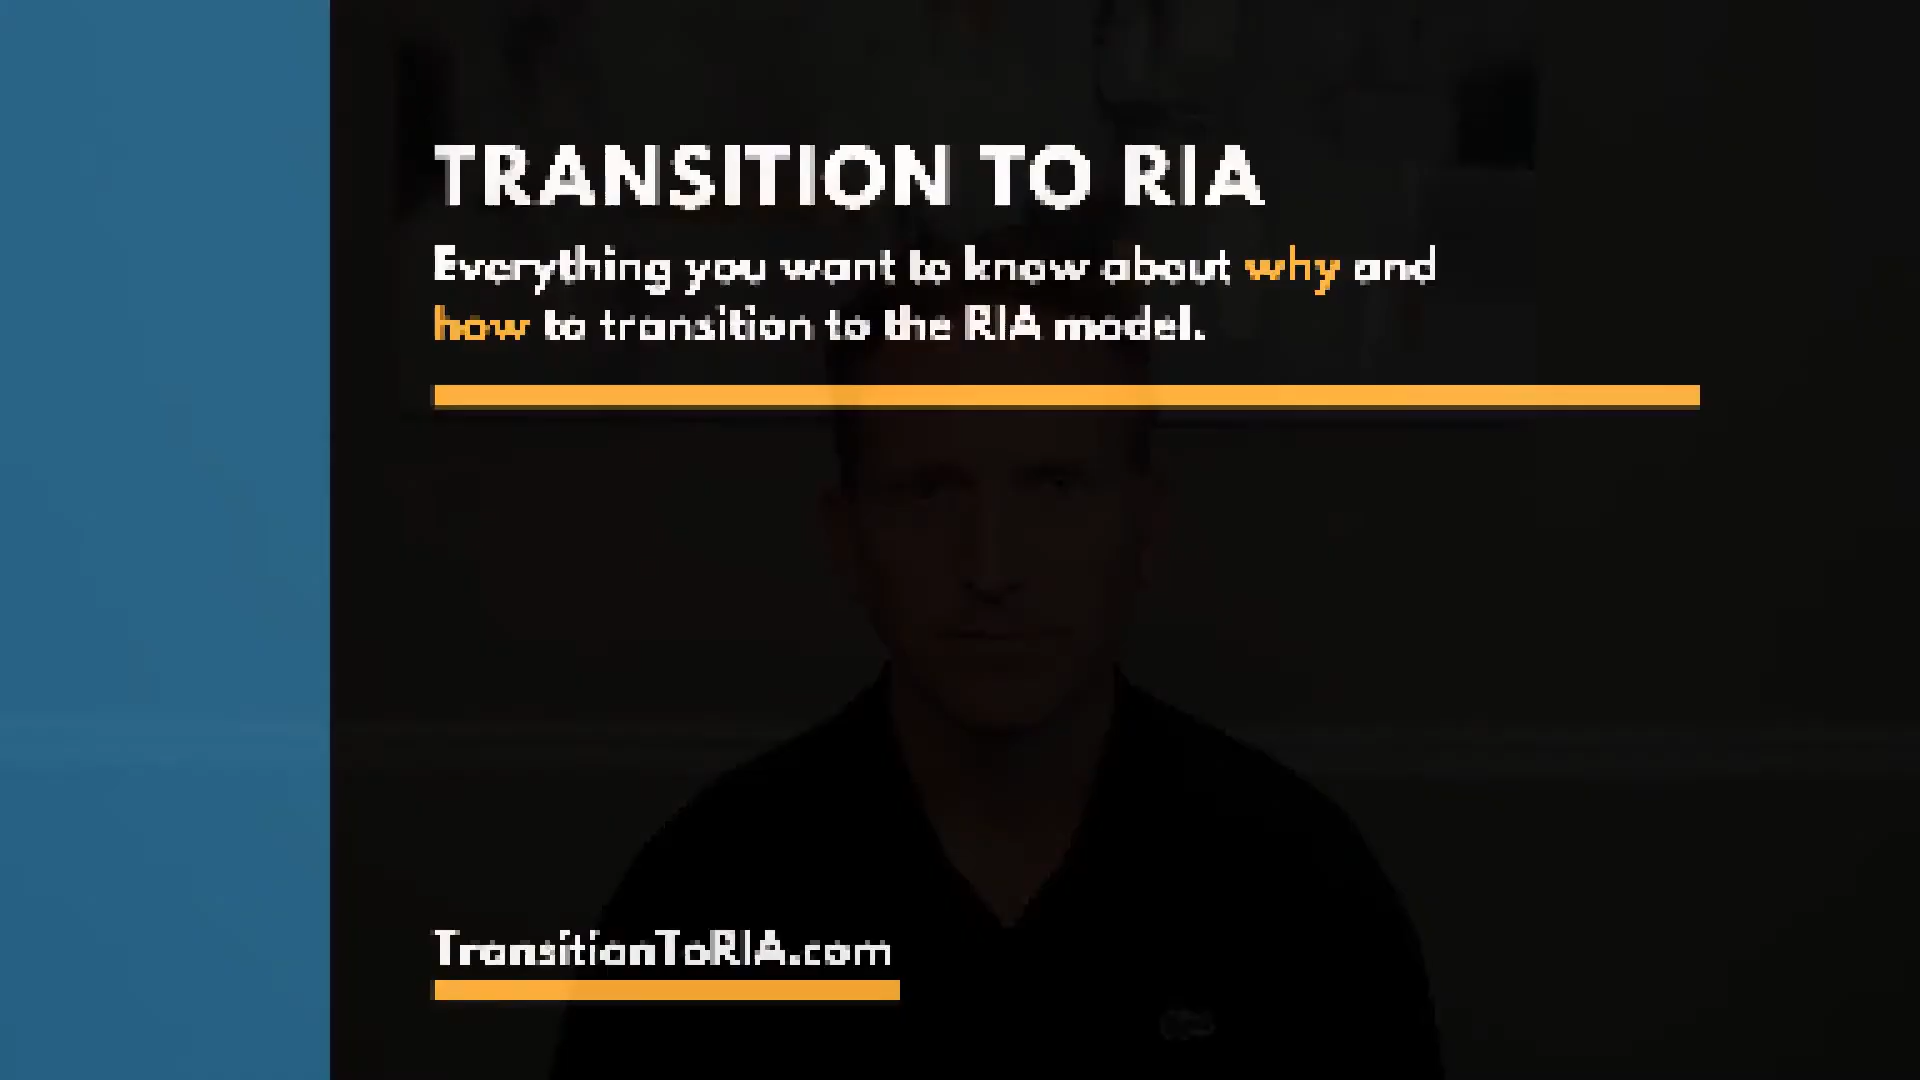 TRANSITION TO RIA
Everything you want to know about why and
how to transition to the RIA model.
TransitionToRIA.com